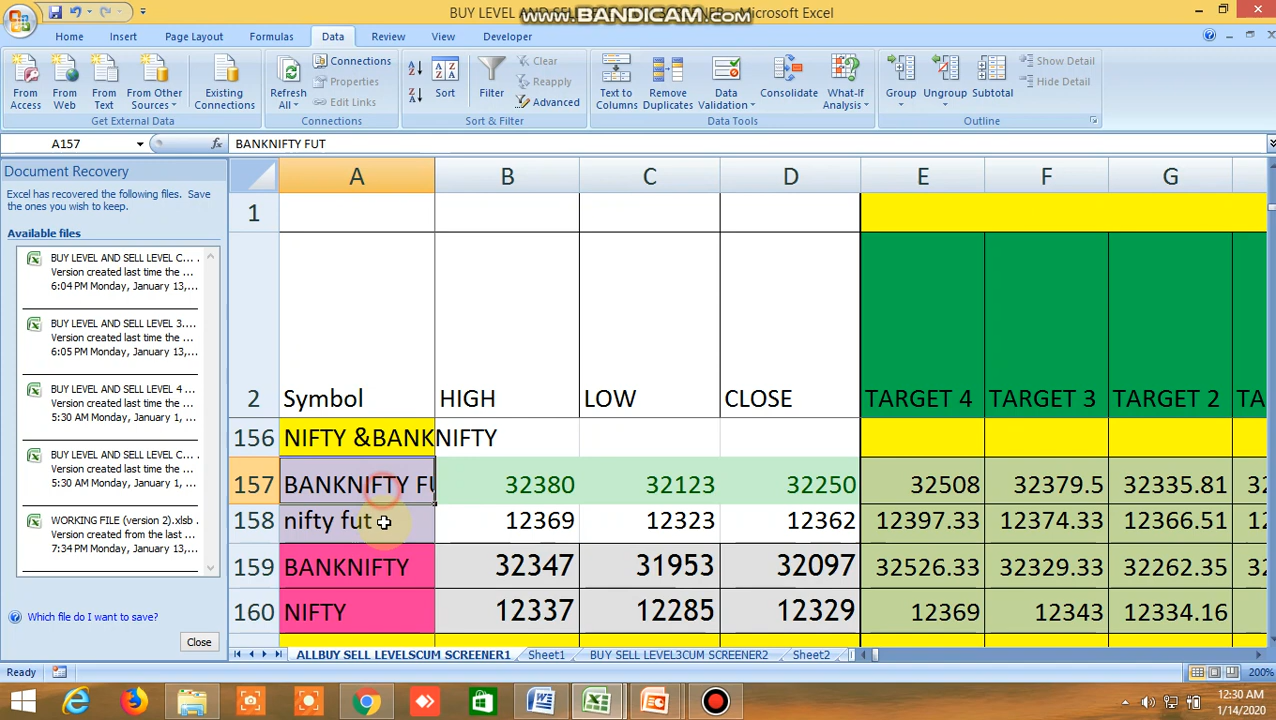 BUY LEVEL AND SELL
www.BANDICAM.com
- Microsoft Excel
Home Insert Page Layout Formulas Data Review View Developer
From Access
From Web
From Text
From Other Sources
Existing Connections
Get External Data
Refresh All
Connections
Properties
Edit Links
Connections
Sort
Filter
Clear
Reapply
Advanced
Sort & Filter
Text to Columns
Remove Duplicates
Data Validation
Consolidate
What-If Analysis
Data Tools
Group
Ungroup
Subtotal
Show Detail
Hide Detail
Outline
A157 fx BANKNIFTY FUT
Document Recovery
Excel has recovered the following files. Save
the ones you wish to keep.
Available files
BUY LEVEL AND SELL LEVEL C... .
Version created last time the ...
6:04 PM Monday, January 13,...
BUY LEVEL AND SELL LEVEL 3....
Version created last time the ...
6:05 PM Monday, January 13,...
BUY LEVEL AND SELL LEVEL 4
Version created last time the ...
5:30 AM Monday, January 1, ...
BUY LEVEL AND SELL LEVEL C...
Version created last time the ...
5:30 AM Monday, January 1, ...
WORKING FILE (version 2).xlsb .
Version created from the last ...
7:34 PM Monday, January 13,...
Which file do I want to save?
Close
A B C D E F G
1
2 Symbol HIGH LOW CLOSE TARGET 4 TARGET 3 TARGET 2 TA
156 NIFTY &BANKNIFTY
157 BANKNIFTY FU 32380 32123 32250 32508 32379.5 32335.81 32
158 nifty fut 12369 12323 12362 12397.33 12374.33 12366.51 12
159 BANKNIFTY 32347 31953 32097 32526.33 32329.33 32262.35 32
160 NIFTY 12337 12285 12329 12369 12343 12334.16
ALLBUY SELL LEVELSCUM SCREENER1 Sheet1 BUY SELL LEVEL3CUM SCREENER2 Sheet2
Ready 200%
12:30 AM
1/14/2020